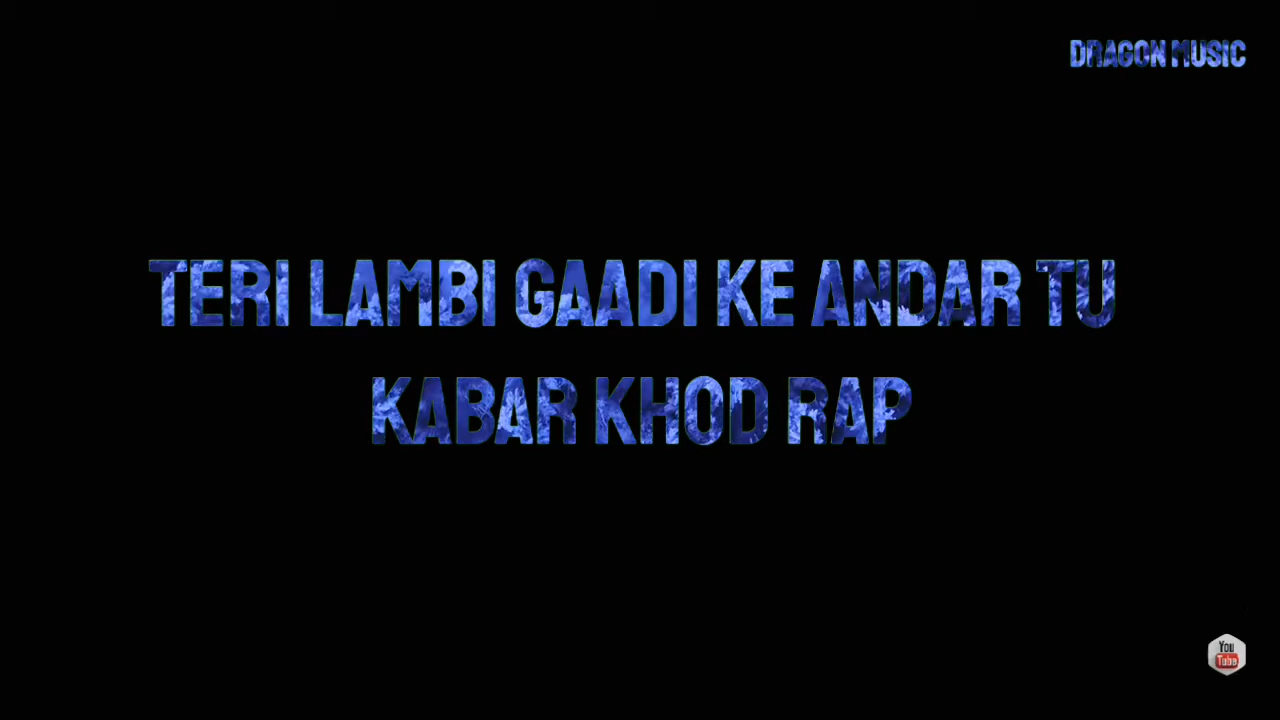 DRAGON MUSIC
TERI LAMBI GAADI KE ANDAR TU
KABAR KHOD RAP
You
Tube